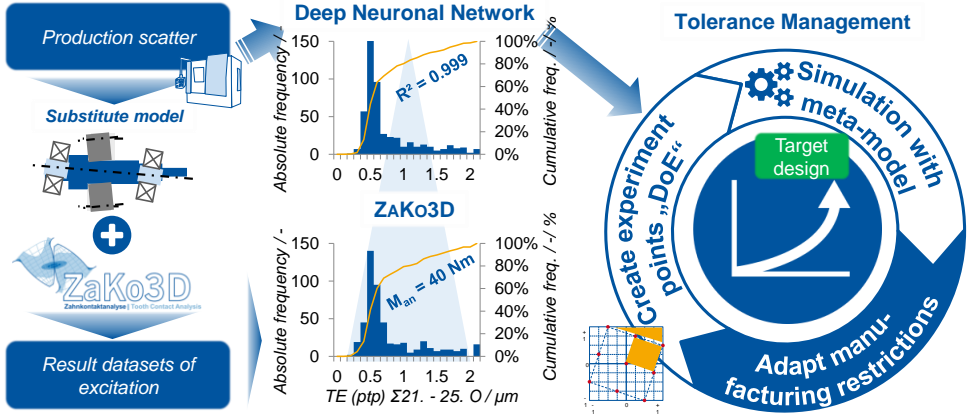 Production scatter
Substitute model
ZaKo3D
Zahnkontaktanalyse | Tooth Contact Analysis
Result datasets of
excitation
Deep Neuronal Network
Absolute frequency / -
150
100
50
0
100%
80%
60%
40%
20%
0%
Cumulative freq. / -/ %
R² = 0.999
0 0.5 1 1.5 2
ZAKO3D
Absolute frequency / -
150
100
50
0
100%
80%
60%
40%
20%
0%
Cumulative freq. / -/ %
Man = 40 Nm
0 0.5 1 1.5 2
TE (ptp) Σ21. - 25. O / µm
Tolerance Management
Create experiment
points „DoE“
Simulation with
meta-model
Target
design
Adapt manu-
facturing restrictions